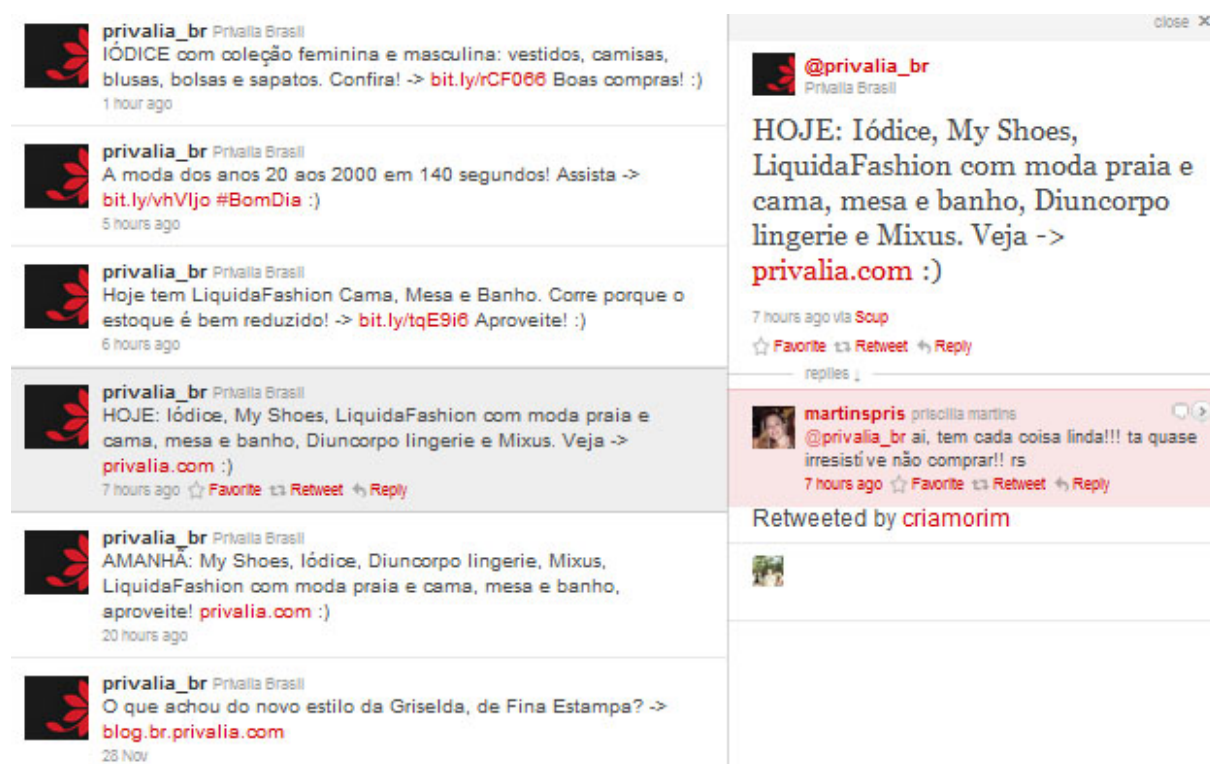 privalia_br Privalia Brasil
IÓDICE com coleção feminina e masculina: vestidos, camisas,
blusas, bolsas e sapatos. Confira! -> bit.ly/rCF066 Boas compras! :)
1 hour ago
privalia_br Privalia Brasil
A moda dos anos 20 aos 2000 em 140 segundos! Assista ->
bit.ly/vhVIjo #BomDia :)
5 hours ago
privalia_br Privalia Brasil
Hoje tem LiquidaFashion Cama, Mesa e Banho. Corre porque o
estoque é bem reduzido! -> bit.ly/tqE9i6 Aproveite! :)
6 hours ago
privalia_br Privalia Brasil
HOJE: Iódice, My Shoes, LiquidaFashion com moda praia e
cama, mesa e banho, Diuncorpo lingerie e Mixus. Veja ->
privalia.com :)
7 hours ago Favorite Retweet Reply
privalia_br Privalia Brasil
AMANHÃ: My Shoes, Iódice, Diuncorpo lingerie, Mixus,
LiquidaFashion com moda praia e cama, mesa e banho,
aproveite! privalia.com :)
20 hours ago
privalia_br Privalia Brasil
O que achou do novo estilo da Griselda, de Fina Estampa? ->
blog.br.privalia.com
28 Nov
close X
@privalia_br
Privalia Brasil
HOJE: Iódice, My Shoes,
LiquidaFashion com moda praia e
cama, mesa e banho, Diuncorpo
lingerie e Mixus. Veja ->
privalia.com :)
7 hours ago via Scup
Favorite Retweet Reply
replies ↓
martinspris priscilla martins
@privalia_br ai, tem cada coisa linda!!! ta quase
irresistíve não comprar!! rs
7 hours ago Favorite Retweet Reply
Retweeted by criamorim